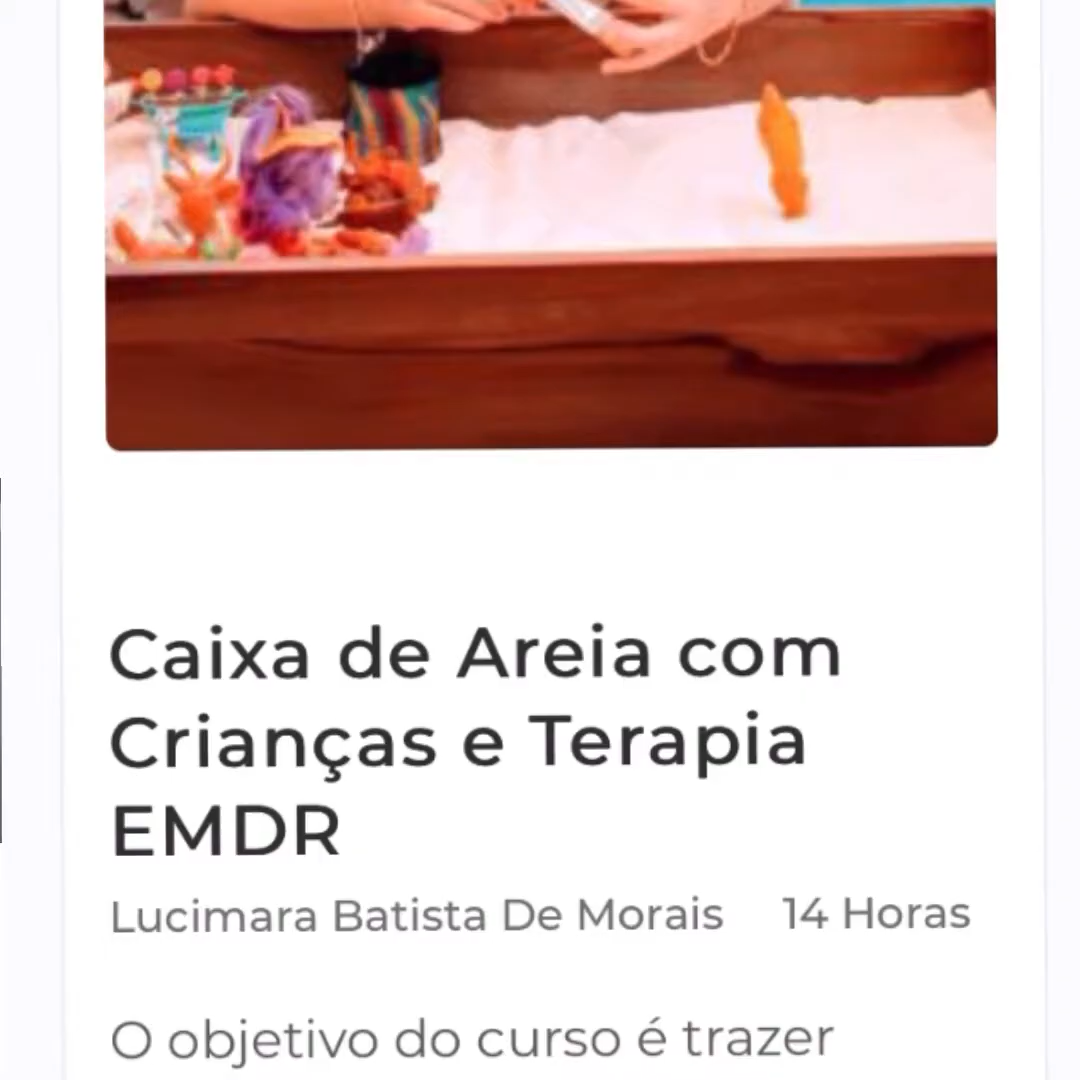 Caixa de Areia com
Crianças e Terapia
EMDR
Lucimara Batista De Morais 14 Horas
O objetivo do curso é trazer